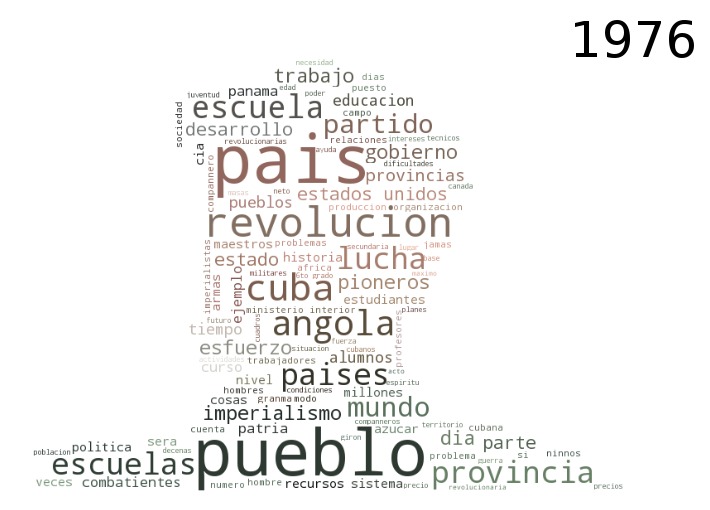 1976
necesidad
trabajo dias
juventud edad poder puesto
panama educacion
escuela campo
sociedad desarrollo partido
revolucionarias relaciones intereses tecnicos
cia pais ayuda gobierno
dificultades
compannero provincias
masas neto estados unidos canada
pueblos produccion organizacion
revolucion
maestros problemas secundaria lugar jamas
imperialistas estado historia lucha base
armas ejemplo militares africa 6to grado maximo
cuba pioneros
estudiantes
ministerio interior planes
futuro cuadros angola
tiempo fuerza profesores
esfuerzo situacion cubanos
actividades trabajadores alumnos
curso paises acto
nivel espiritu
hombres condiciones millones
cosas granma modo
imperialismo mundo
companneros territorio
cuenta patria azucar cubana
giron
politica sera pueblo dia parte
poblacion decenas problema si ninnos
escuelas guerra
provincia
veces combatientes numero hombre recursos sistema precio revolucionaria precios